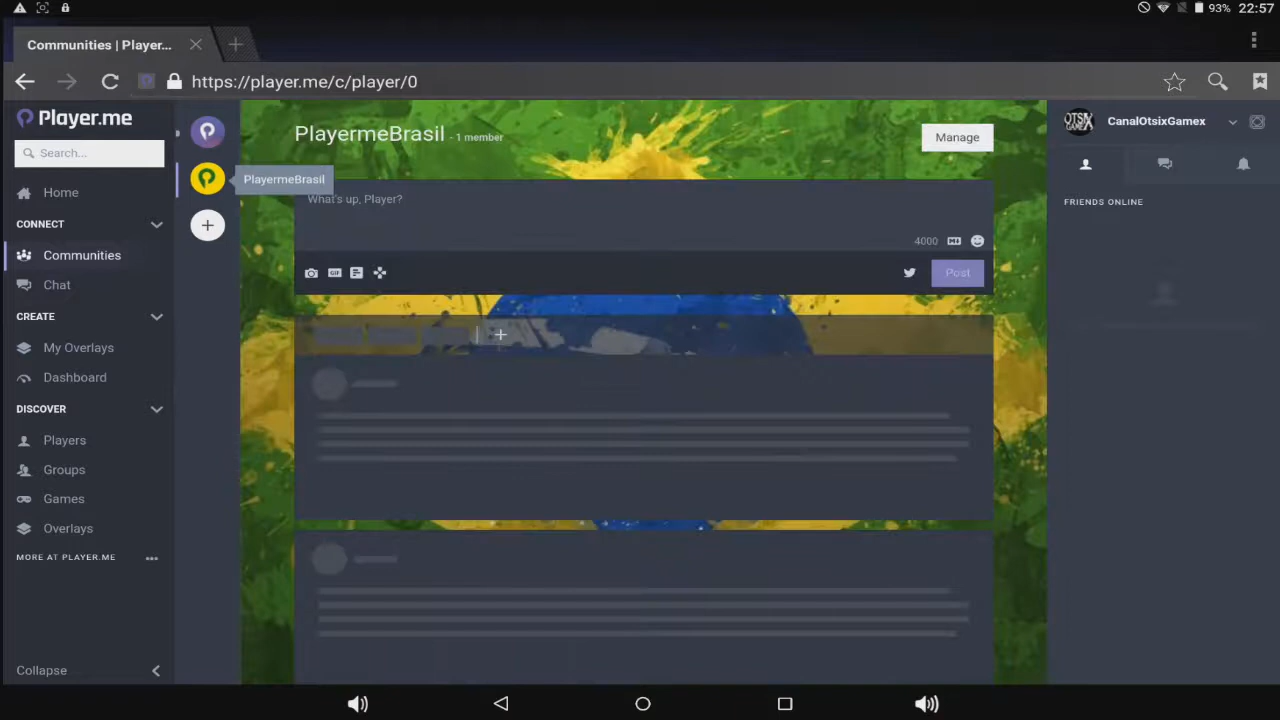 93% 22:57
Communities | Player...
https://player.me/c/player/0
Player.me
Search...
Home
CONNECT
Communities
Chat
CREATE
My Overlays
Dashboard
DISCOVER
Players
Groups
Games
Overlays
MORE AT PLAYER.ME
Collapse
PlayermeBrasil
PlayermeBrasil - 1 member
Manage
What's up, Player?
4000
GIF
Post
CanalOtsixGamex
FRIENDS ONLINE